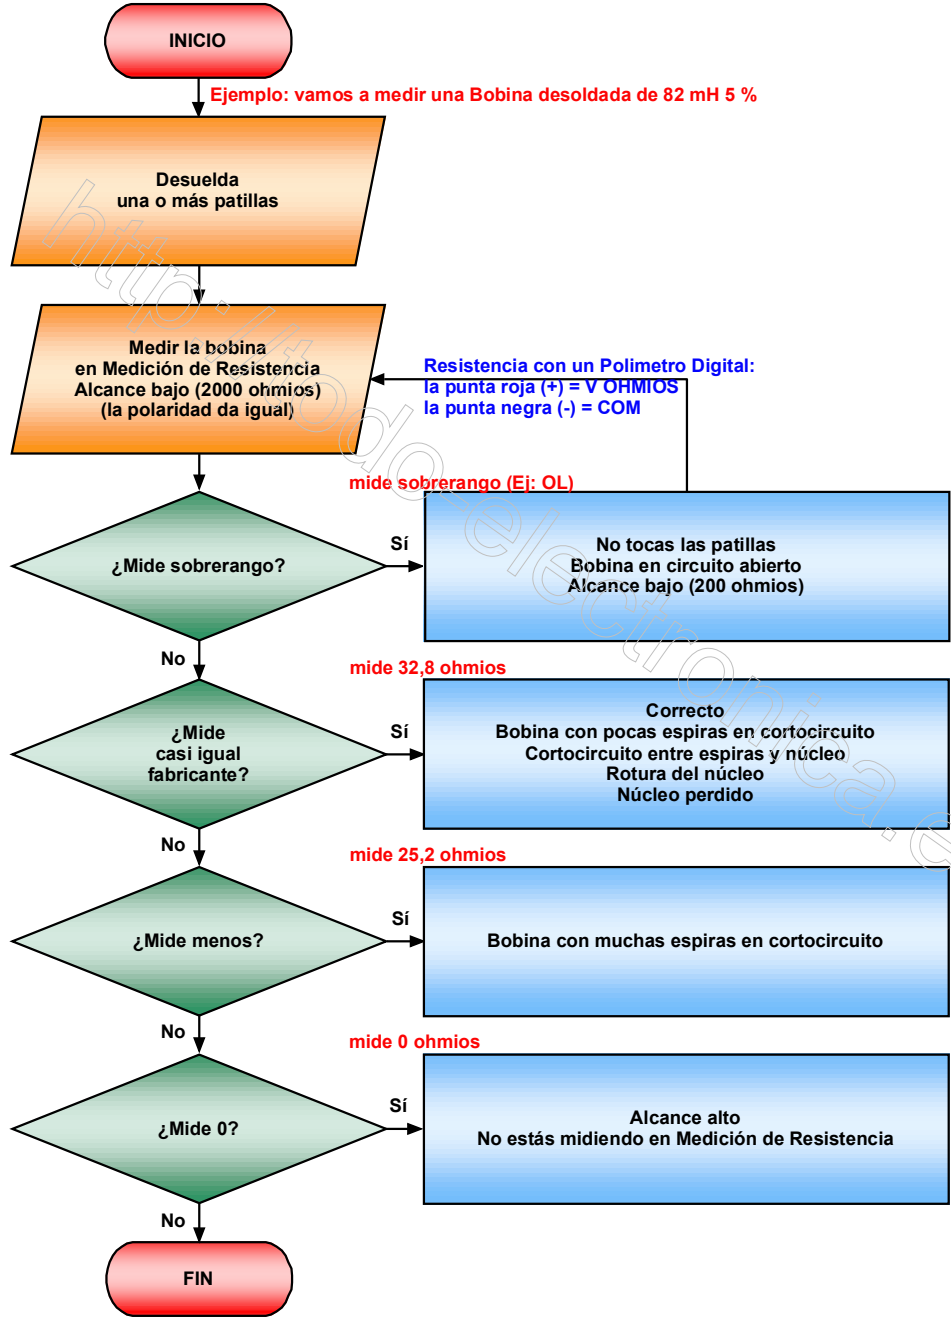 INICIO
Ejemplo: vamos a medir una Bobina desoldada de 82 mH 5 %
Desuelda
una o más patillas
Medir la bobina
en Medición de Resistencia
Alcance bajo (2000 ohmios)
(la polaridad da igual)
Resistencia con un Polimetro Digital:
la punta roja (+) = V OHMIOS
la punta negra (-) = COM
mide sobrerango (Ej: OL)
¿Mide sobrerango?
Sí
No tocas las patillas
Bobina en circuito abierto
Alcance bajo (200 ohmios)
No
mide 32,8 ohmios
¿Mide
casi igual
fabricante?
Sí
Correcto
Bobina con pocas espiras en cortocircuito
Cortocircuito entre espiras y núcleo
Rotura del núcleo
Núcleo perdido
No
mide 25,2 ohmios
¿Mide menos?
Sí
Bobina con muchas espiras en cortocircuito
No
mide 0 ohmios
¿Mide 0?
Sí
Alcance alto
No estás midiendo en Medición de Resistencia
No
FIN
http://todo-electronica.e